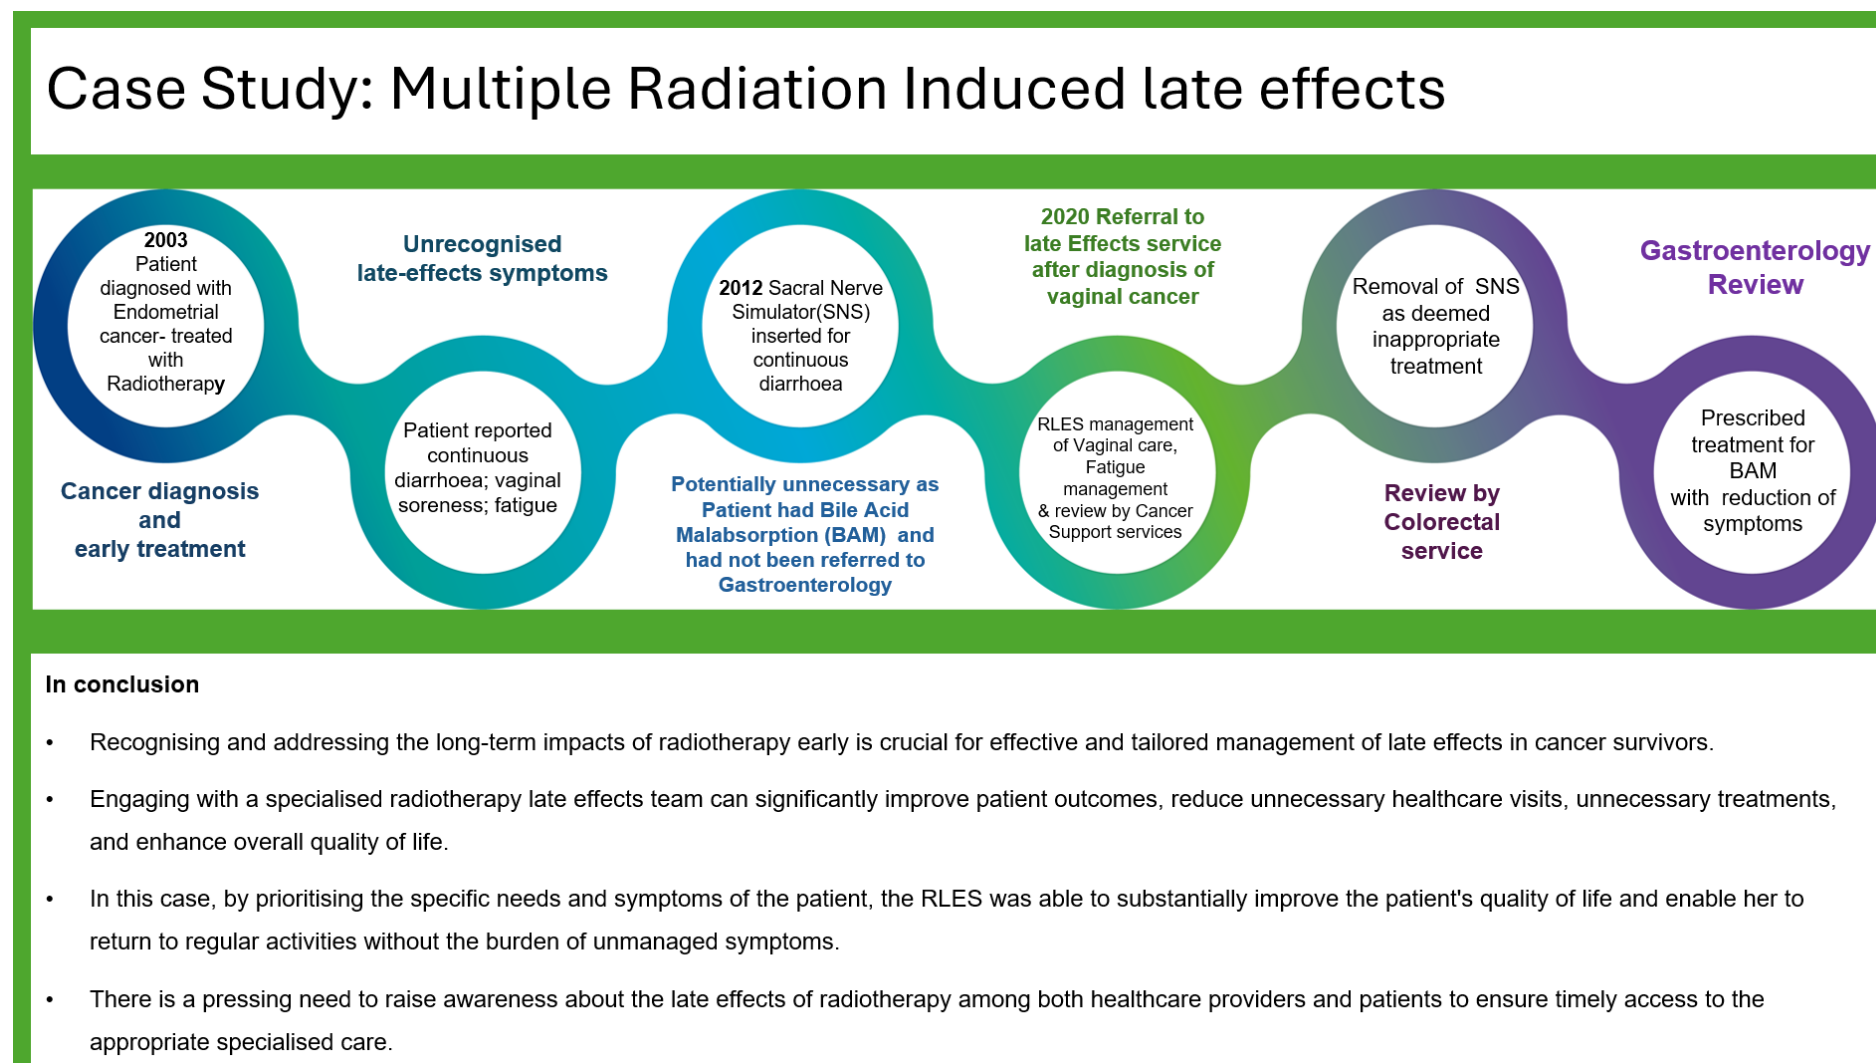 Case Study: Multiple Radiation Induced late effects
2003
Patient
diagnosed with
Endometrial
cancer- treated
with
Radiotherapy
Cancer diagnosis
and
early treatment
Unrecognised
late-effects symptoms
Patient reported
continuous
diarrhoea; vaginal
soreness; fatigue
2012 Sacral Nerve
Simulator(SNS)
inserted for
continuous
diarrhoea
Potentially unnecessary as
Patient had Bile Acid
Malabsorption (BAM) and
had not been referred to
Gastroenterology
2020 Referral to
late Effects service
after diagnosis of
vaginal cancer
RLES management
of Vaginal care,
Fatigue
management
& review by Cancer
Support services
Removal of SNS
as deemed
inappropriate
treatment
Review by
Colorectal
service
Gastroenterology
Review
Prescribed
treatment for
BAM
with reduction of
symptoms
In conclusion
• Recognising and addressing the long-term impacts of radiotherapy early is crucial for effective and tailored management of late effects in cancer survivors.
• Engaging with a specialised radiotherapy late effects team can significantly improve patient outcomes, reduce unnecessary healthcare visits, unnecessary treatments,
and enhance overall quality of life.
• In this case, by prioritising the specific needs and symptoms of the patient, the RLES was able to substantially improve the patient's quality of life and enable her to
return to regular activities without the burden of unmanaged symptoms.
• There is a pressing need to raise awareness about the late effects of radiotherapy among both healthcare providers and patients to ensure timely access to the
appropriate specialised care.